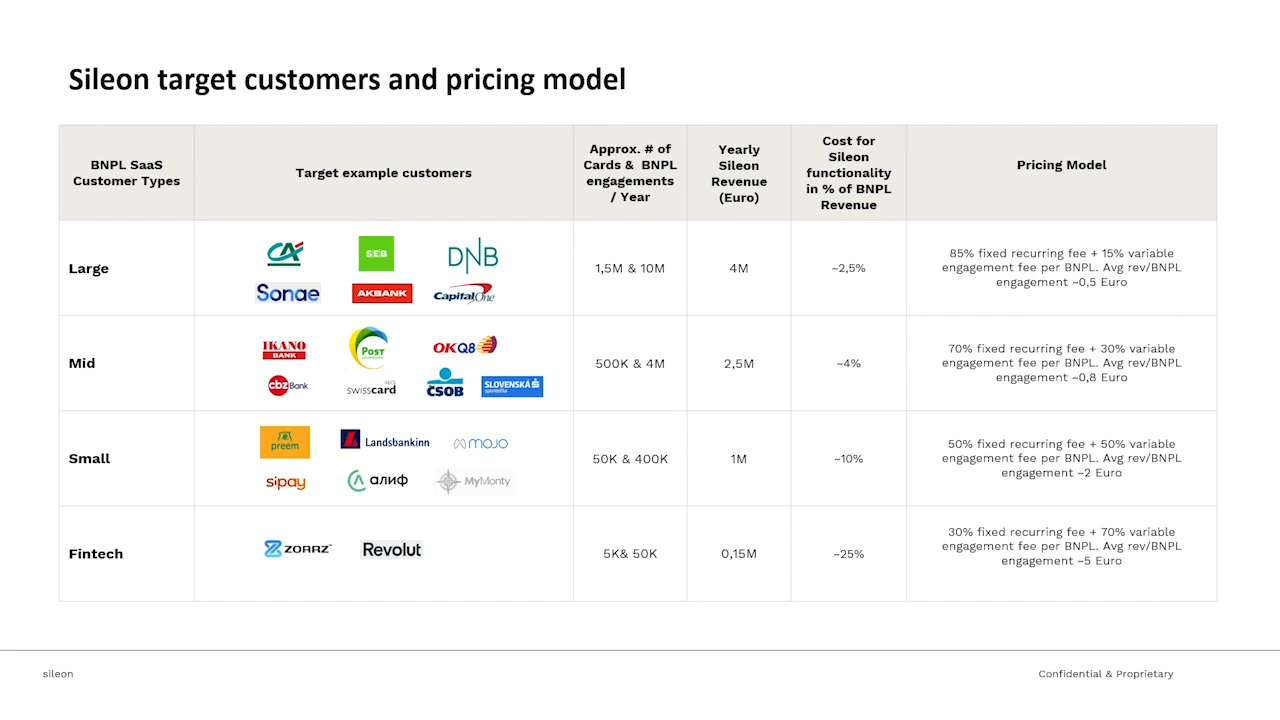 Sileon target customers and pricing model
BNPL SaaS
Customer Types
Target example customers
Approx. # of
Cards & BNPL
engagements
/ Year
Yearly
Sileon
Revenue
(Euro)
Cost for
Sileon
functionality
in % of BNPL
Revenue
Pricing Model
Large
CA
SEB
DNB
Sonae
AKBANK
CapitalOne
1,5M & 10M
4M
~2,5%
85% fixed recurring fee + 15% variable
engagement fee per BNPL. Avg rev/BNPL
engagement ~0,5 Euro
Mid
IKANO
BANK
POST
OKQ8
cbzBank
AECS
swisscard
ČSOB
SLOVENSKÁ
sporiteľňa
500K & 4M
2,5M
~4%
70% fixed recurring fee + 30% variable
engagement fee per BNPL. Avg rev/BNPL
engagement ~0,8 Euro
Small
preem
Landsbankinn
MOJO
sipay
алиф
MyMonty
50K & 400K
1M
~10%
50% fixed recurring fee + 50% variable
engagement fee per BNPL. Avg rev/BNPL
engagement ~2 Euro
Fintech
ZORRZ™
Revolut
5K& 50K
0,15M
~25%
30% fixed recurring fee + 70% variable
engagement fee per BNPL. Avg rev/BNPL
engagement ~5 Euro
sileon
Confidential & Proprietary